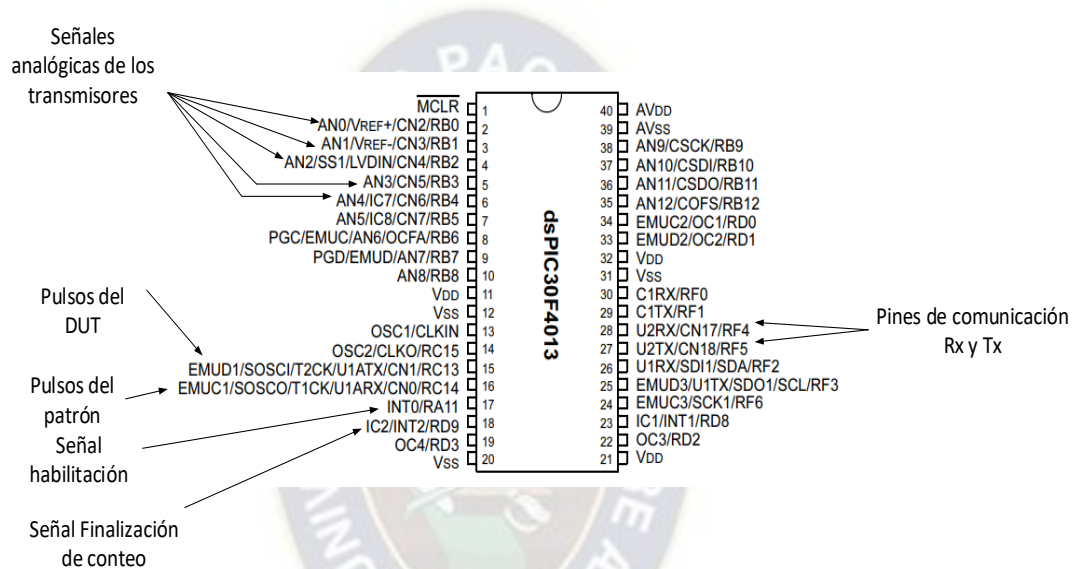 Señales
analógicas de los
transmisores
MCLR 1
AN0/VREF+/CN2/RB0 2
AN1/VREF-/CN3/RB1 3
AN2/SS1/LVDIN/CN4/RB2 4
AN3/CN5/RB3 5
AN4/IC7/CN6/RB4 6
AN5/IC8/CN7/RB5 7
PGC/EMUC/AN6/OCFA/RB6 8
PGD/EMUD/AN7/RB7 9
AN8/RB8 10
VDD 11
VSS 12
OSC1/CLKIN 13
OSC2/CLKO/RC15 14
EMUD1/SOSCI/T2CK/U1ATX/CN1/RC13 15
EMUC1/SOSCO/T1CK/U1ARX/CN0/RC14 16
INT0/RA11 17
IC2/INT2/RD9 18
OC4/RD3 19
VSS 20
dsPIC30F4013
40 AVDD
39 AVSS
38 AN9/CSCK/RB9
37 AN10/CSDI/RB10
36 AN11/CSDO/RB11
35 AN12/COFS/RB12
34 EMUC2/OC1/RD0
33 EMUD2/OC2/RD1
32 VDD
31 VSS
30 C1RX/RF0
29 C1TX/RF1
28 U2RX/CN17/RF4
27 U2TX/CN18/RF5
26 U1RX/SDI1/SDA/RF2
25 EMUD3/U1TX/SDO1/SCL/RF3
24 EMUC3/SCK1/RF6
23 IC1/INT1/RD8
22 OC3/RD2
21 VDD
Pulsos del
DUT
Pulsos del
patrón
Señal
habilitación
Señal Finalización
de conteo
Pines de comunicación
Rx y Tx